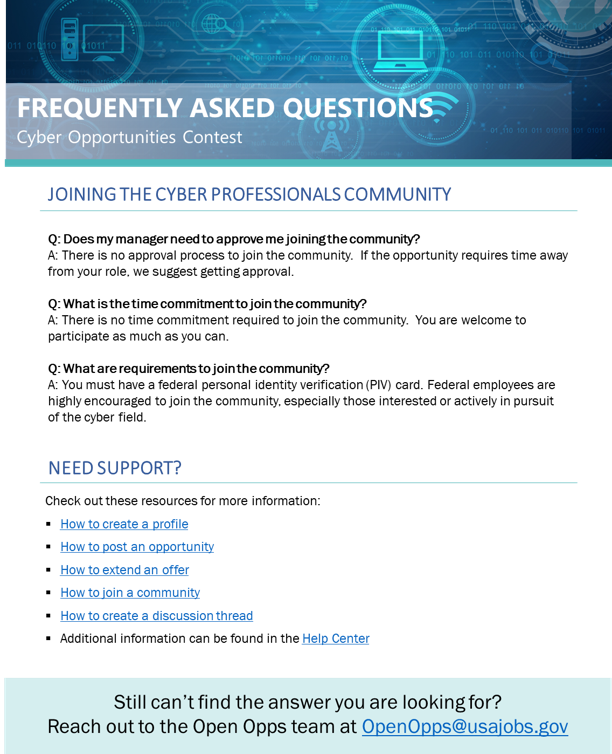 FREQUENTLY ASKED QUESTIONS
Cyber Opportunities Contest
JOINING THE CYBER PROFESSIONALS COMMUNITY
Q: Does my manager need to approve me joining the community?
A: There is no approval process to join the community.  If the opportunity requires time away
from your role, we suggest getting approval.
Q: What is the time commitment to join the community?
A: There is no time commitment required to join the community.  You are welcome to
participate as much as you can.
Q: What are requirements to join the community?
A: You must have a federal personal identity verification (PIV) card. Federal employees are
highly encouraged to join the community, especially those interested or actively in pursuit
of the cyber field.
NEED SUPPORT?
Check out these resources for more information:
▪ How to create a profile
▪ How to post an opportunity
▪ How to extend an offer
▪ How to join a community
▪ How to create a discussion thread
▪ Additional information can be found in the Help Center
Still can’t find the answer you are looking for?
Reach out to the Open Opps team at OpenOpps@usajobs.gov